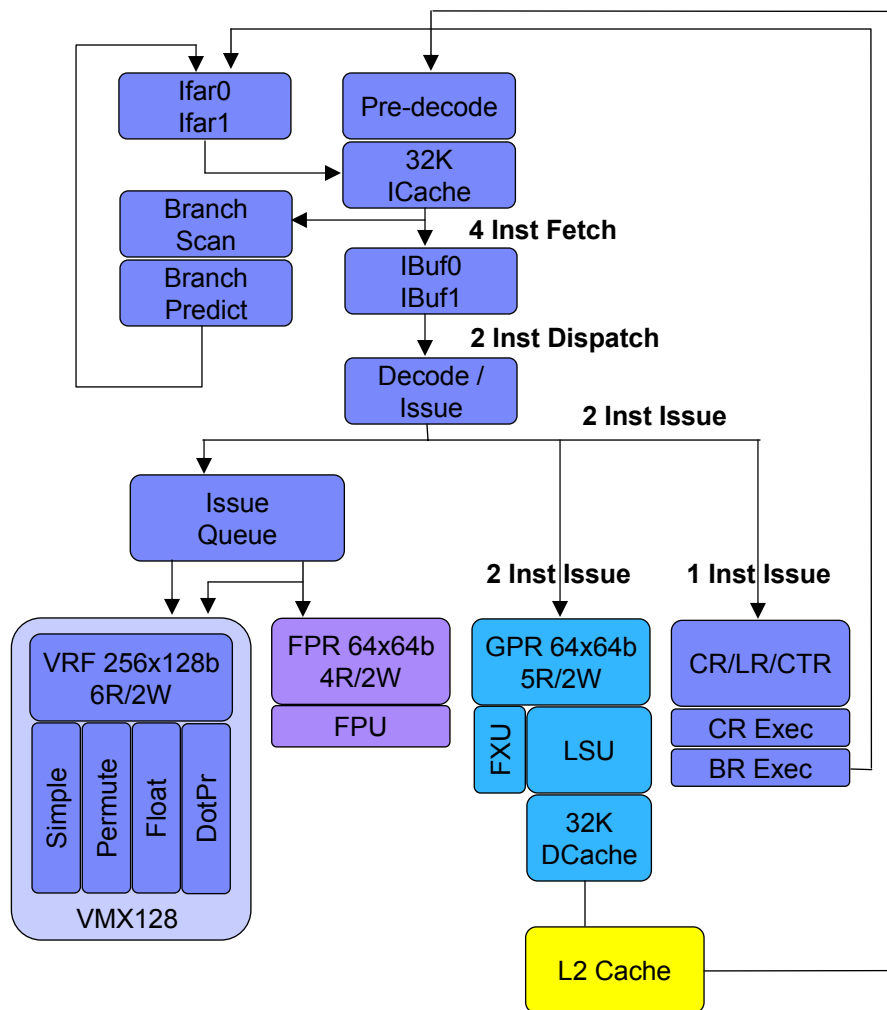 Ifar0
Ifar1
Pre-decode
32K
ICache
Branch
Scan
4 Inst Fetch
Branch
Predict
IBuf0
IBuf1
2 Inst Dispatch
Decode /
Issue
2 Inst Issue
Issue
Queue
2 Inst Issue
1 Inst Issue
VRF 256x128b
6R/2W
FPR 64x64b
4R/2W
GPR 64x64b
5R/2W
CR/LR/CTR
FPU
FXU
LSU
CR Exec
BR Exec
Simple
Permute
Float
DotPr
32K
DCache
VMX128
L2 Cache